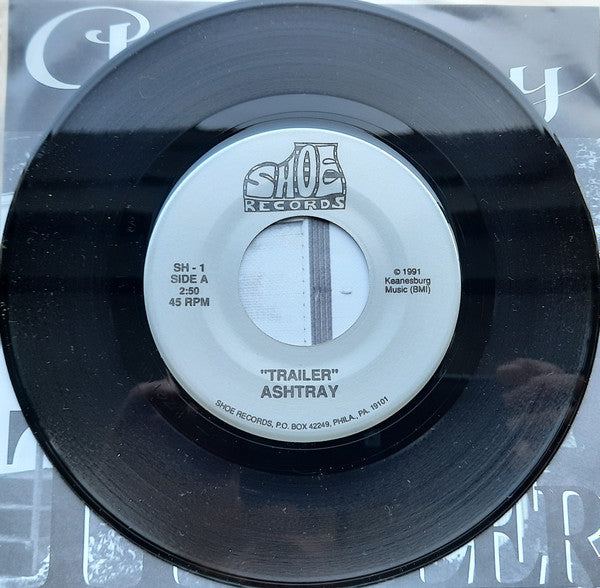 SHOE
RECORDS
SH - 1
SIDE A
2:50
45 RPM
© 1991
Keanesburg
Music (BMI)
"TRAILER"
ASHTRAY
SHOE RECORDS, P.O. BOX 42249, PHILA., PA. 19101